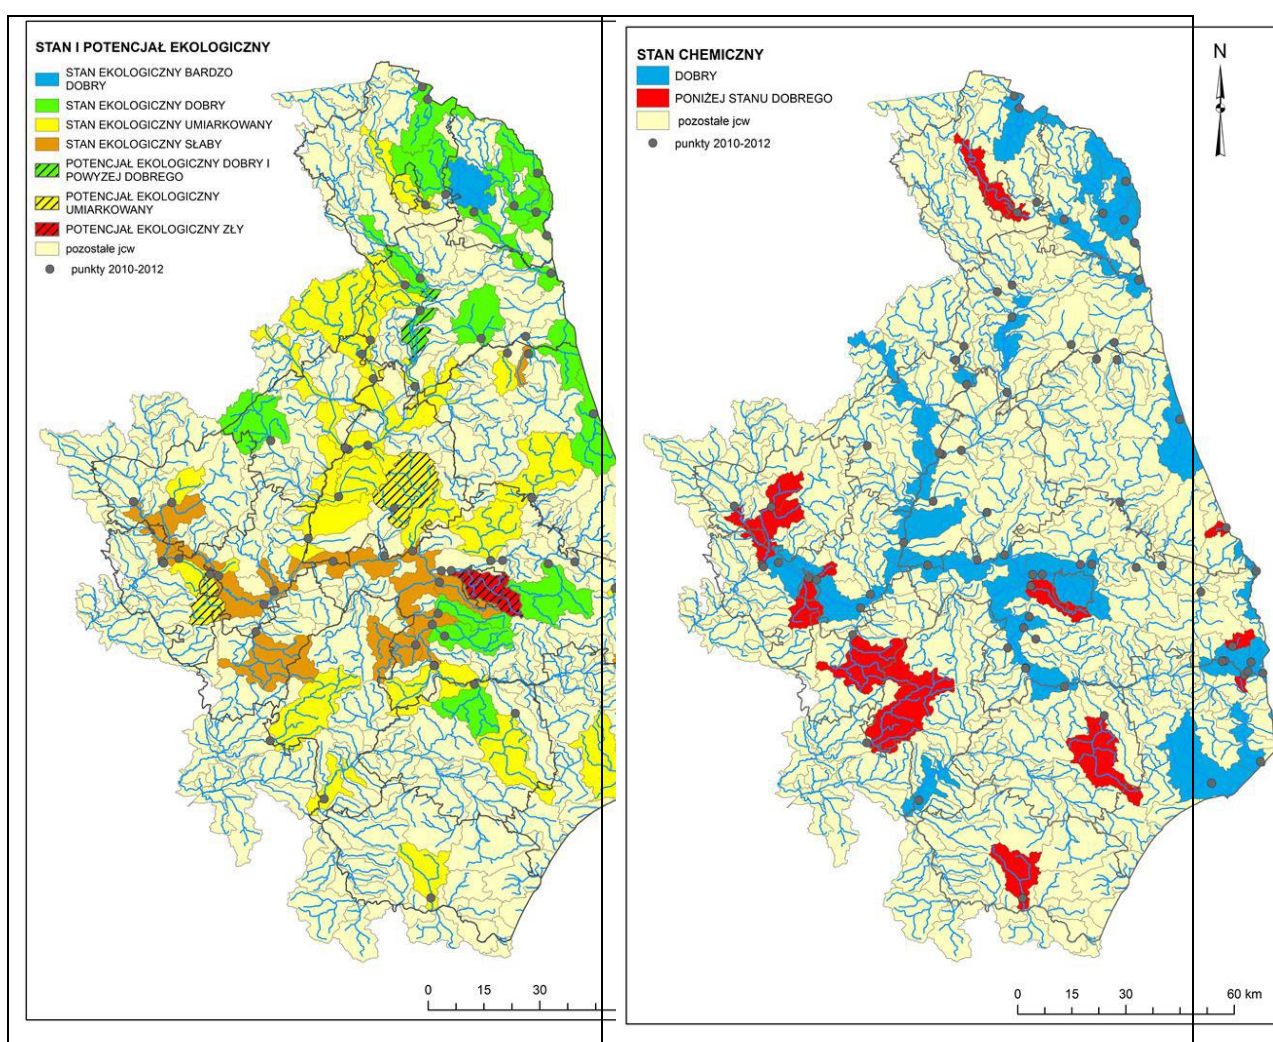 STAN I POTENCJAŁ EKOLOGICZNY
STAN EKOLOGICZNY BARDZO
DOBRY
STAN EKOLOGICZNY DOBRY
STAN EKOLOGICZNY UMIARKOWANY
STAN EKOLOGICZNY SŁABY
POTENCJAŁ EKOLOGICZNY DOBRY I
POWYZEJ DOBREGO
POTENCJAŁ EKOLOGICZNY
UMIARKOWANY
POTENCJAŁ EKOLOGICZNY ZŁY
pozostałe jcw
punkty 2010-2012
0 15 30
STAN CHEMICZNY
DOBRY
PONIŻEJ STANU DOBREGO
pozostałe jcw
punkty 2010-2012
N
0 15 30 60 km